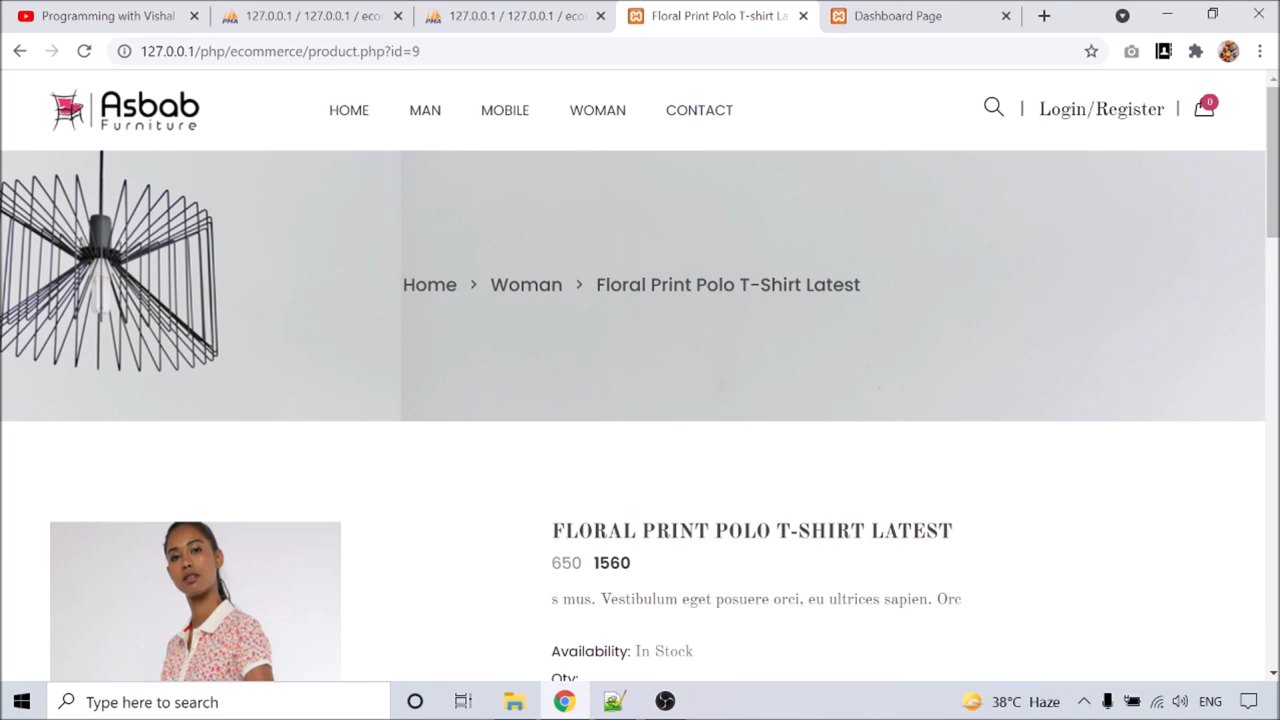 Programming with Vishal
127.0.0.1 / 127.0.0.1 / eco
127.0.0.1 / 127.0.0.1 / eco
Floral Print Polo T-shirt La
Dashboard Page
127.0.0.1/php/ecommerce/product.php?id=9
Asbab
Furniture
HOME
MAN
MOBILE
WOMAN
CONTACT
Login/Register
0
Home > Woman > Floral Print Polo T-Shirt Latest
FLORAL PRINT POLO T-SHIRT LATEST
650 1560
s mus. Vestibulum eget posuere orci, eu ultrices sapien. Orc
Availability: In Stock
Qty:
Type here to search
38°C Haze
ENG